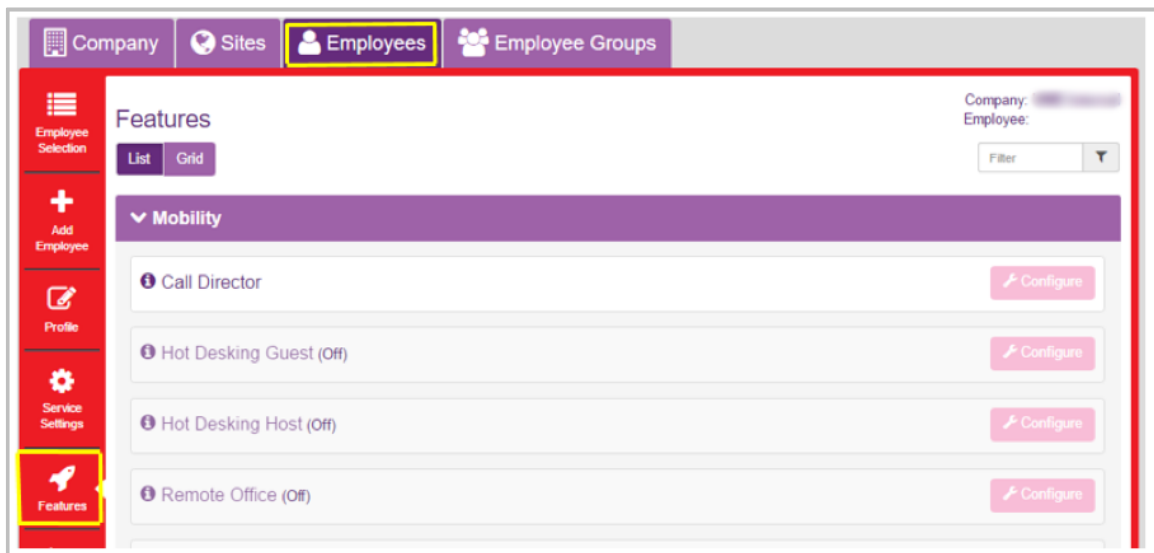 Company Sites Employees Employee Groups
Employee
Selection
Add
Employee
Profile
Service
Settings
Features
Features
Company:
Employee:
List Grid
Filter
Mobility
Call Director Configure
Hot Desking Guest (Off) Configure
Hot Desking Host (Off) Configure
Remote Office (Off) Configure